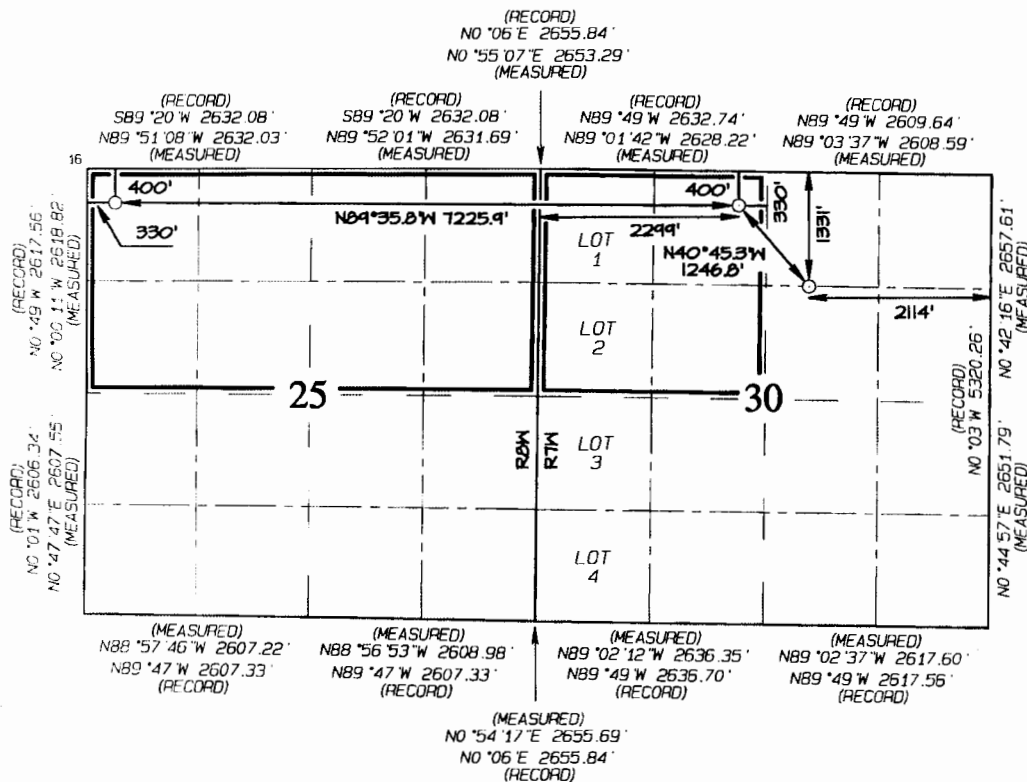 (RECORD)
N0 °06'E 2655.84'
N0 °55'07"E 2653.29'
(MEASURED)
(RECORD)
S89 °20'W 2632.08'
N89 °51'08"W 2632.03'
(MEASURED)
(RECORD)
S89 °20'W 2632.08'
N89 °52'01"W 2631.69'
(MEASURED)
(RECORD)
N89 °49'W 2632.74'
N89 °01'42"W 2628.22'
(MEASURED)
(RECORD)
N89 °49'W 2609.64'
N89 °03'37"W 2608.59'
(MEASURED)
16
400'
N89°35.8'W 7225.9'
400'
330'
330'
1331'
2299'
LOT
1
N40°45.3'W
1246.8'
2114'
LOT
2
25
30
R8W
R7W
LOT
3
LOT
4
(RECORD)
N0 °49'W 2617.56'
N0 °00'11"W 2618.82'
(MEASURED)
(RECORD)
N0 °01'W 2606.34'
N0 °47'47"E 2607.55'
(MEASURED)
N0 °42'16"E 2657.61'
(MEASURED)
(RECORD)
N0 °03'W 5320.26'
N0 °44'57"E 2651.79'
(MEASURED)
(MEASURED)
N88 °57'46"W 2607.22'
N89 °47'W 2607.33'
(RECORD)
(MEASURED)
N88 °56'53"W 2608.98'
N89 °47'W 2607.33'
(RECORD)
(MEASURED)
N89 °02'12"W 2636.35'
N89 °49'W 2636.70'
(RECORD)
(MEASURED)
N89 °02'37"W 2617.60'
N89 °49'W 2617.56'
(RECORD)
(MEASURED)
N0 °54'17"E 2655.69'
N0 °06'E 2655.84'
(RECORD)